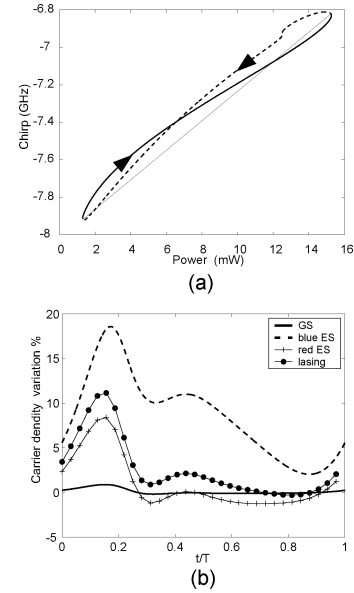 -6.8
-7
-7.2
-7.4
-7.6
-7.8
-8
Chirp (GHz)
0 2 4 6 8 10 12 14 16
Power (mW)
(a)
20
15
10
5
0
-5
Carrier dendity variation %
GS
blue ES
red ES
lasing
0 0.2 0.4 0.6 0.8 1
t/T
(b)